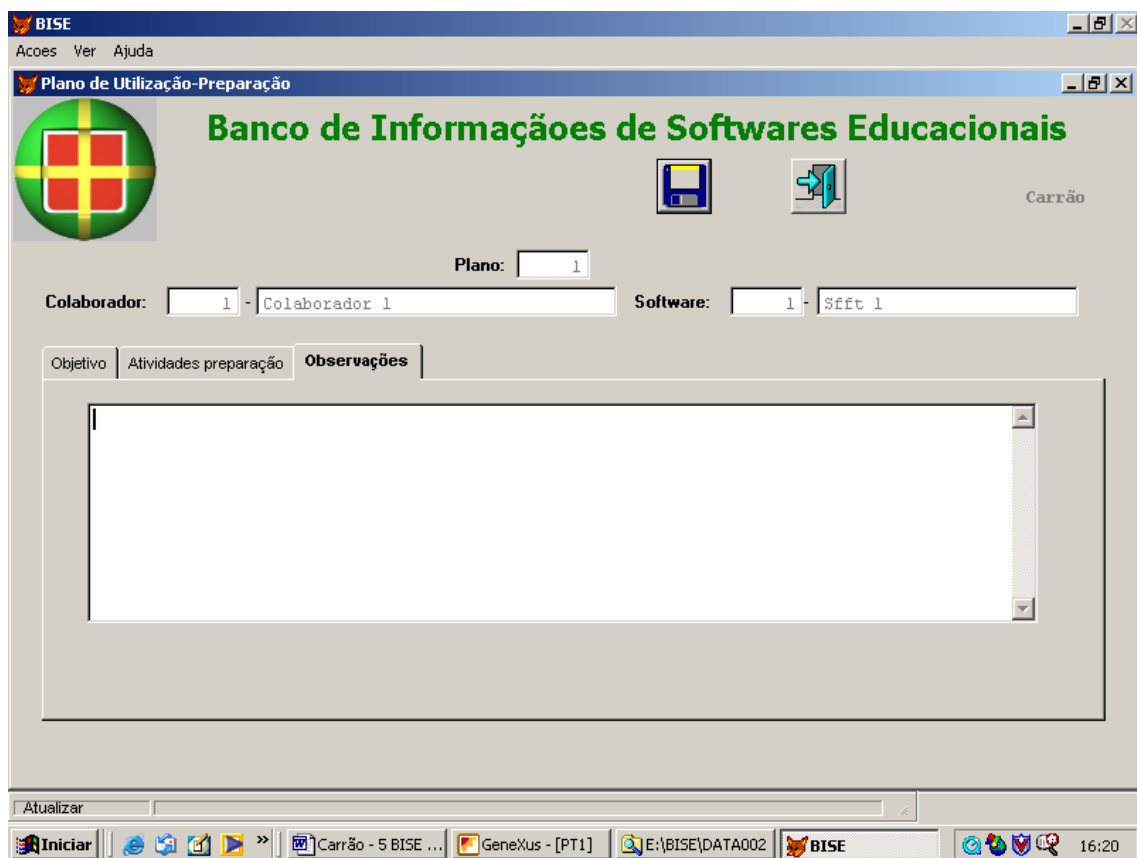 BISE
Acoes Ver Ajuda
Plano de Utilização-Preparação
Banco de Informaçãoes de Softwares Educacionais
Carrão
Plano: 1
Colaborador: 1 - Colaborador 1 Software: 1 - Sfft 1
Objetivo Atividades preparação Observações
Atualizar
Iniciar » Carrão - 5 BISE ... GeneXus - [PT1] E:\BISE\DATA002 BISE 16:20